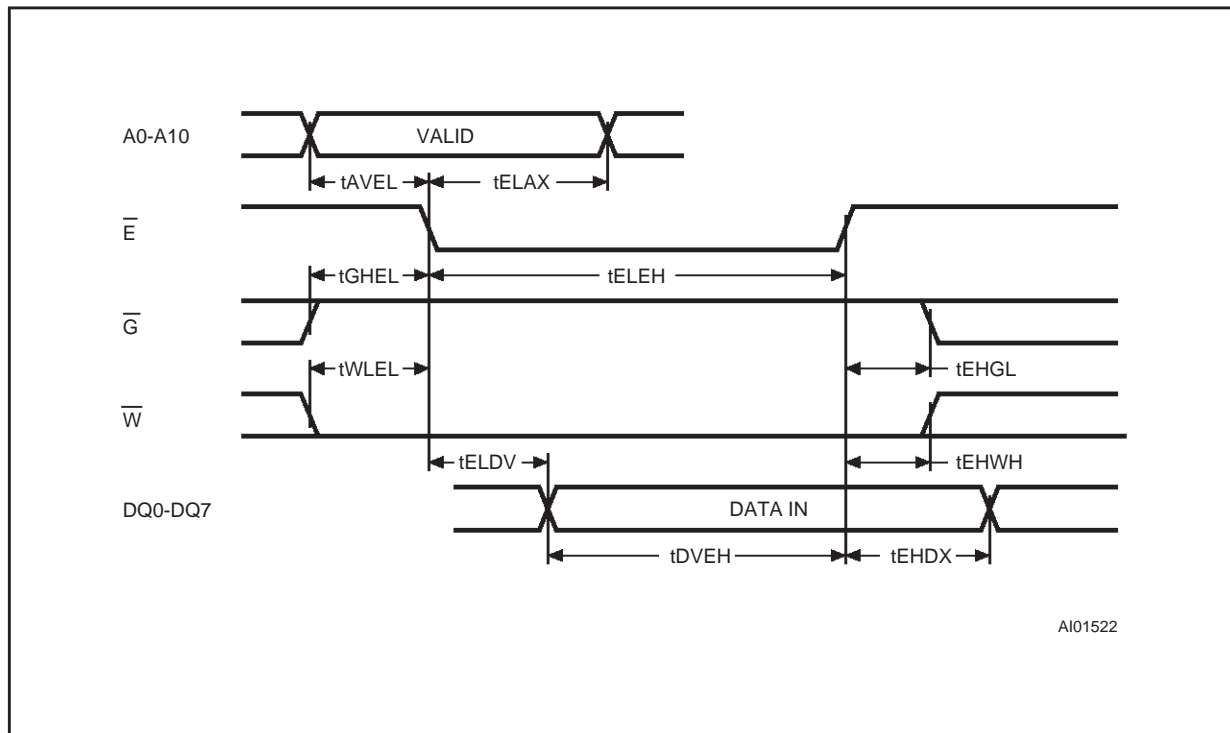 A0-A10
VALID
tAVEL
tELAX
E̅
tGHEL
tELEH
G̅
tWLEL
tEHGL
W̅
tELDV
tEHWH
DQ0-DQ7
DATA IN
tDVEH
tEHDX
AI01522